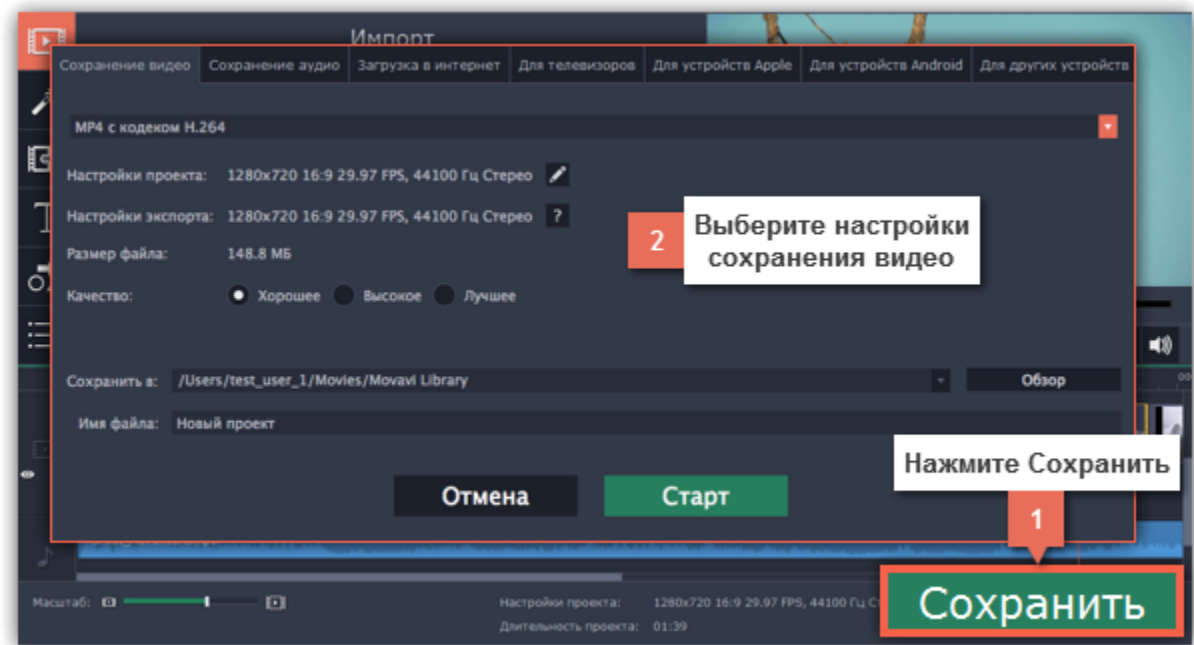 Импорт
Сохранение видео Сохранение аудио Загрузка в интернет Для телевизоров Для устройств Apple Для устройств Android Для других устройств
MP4 с кодеком H.264
Настройки проекта: 1280x720 16:9 29.97 FPS, 44100 Гц Стерео
Настройки экспорта: 1280x720 16:9 29.97 FPS, 44100 Гц Стерео ?
2
Выберите настройки
сохранения видео
Размер файла: 148.8 МБ
Качество: Хорошее Высокое Лучшее
Сохранить в: /Users/test_user_1/Movies/Movavi Library Обзор
Имя файла: Новый проект
Нажмите Сохранить
1
Отмена Старт
Масштаб:
Настройки проекта: 1280x720 16:9 29.97 FPS, 44100 Гц
Длительность проекта: 01:39
Сохранить